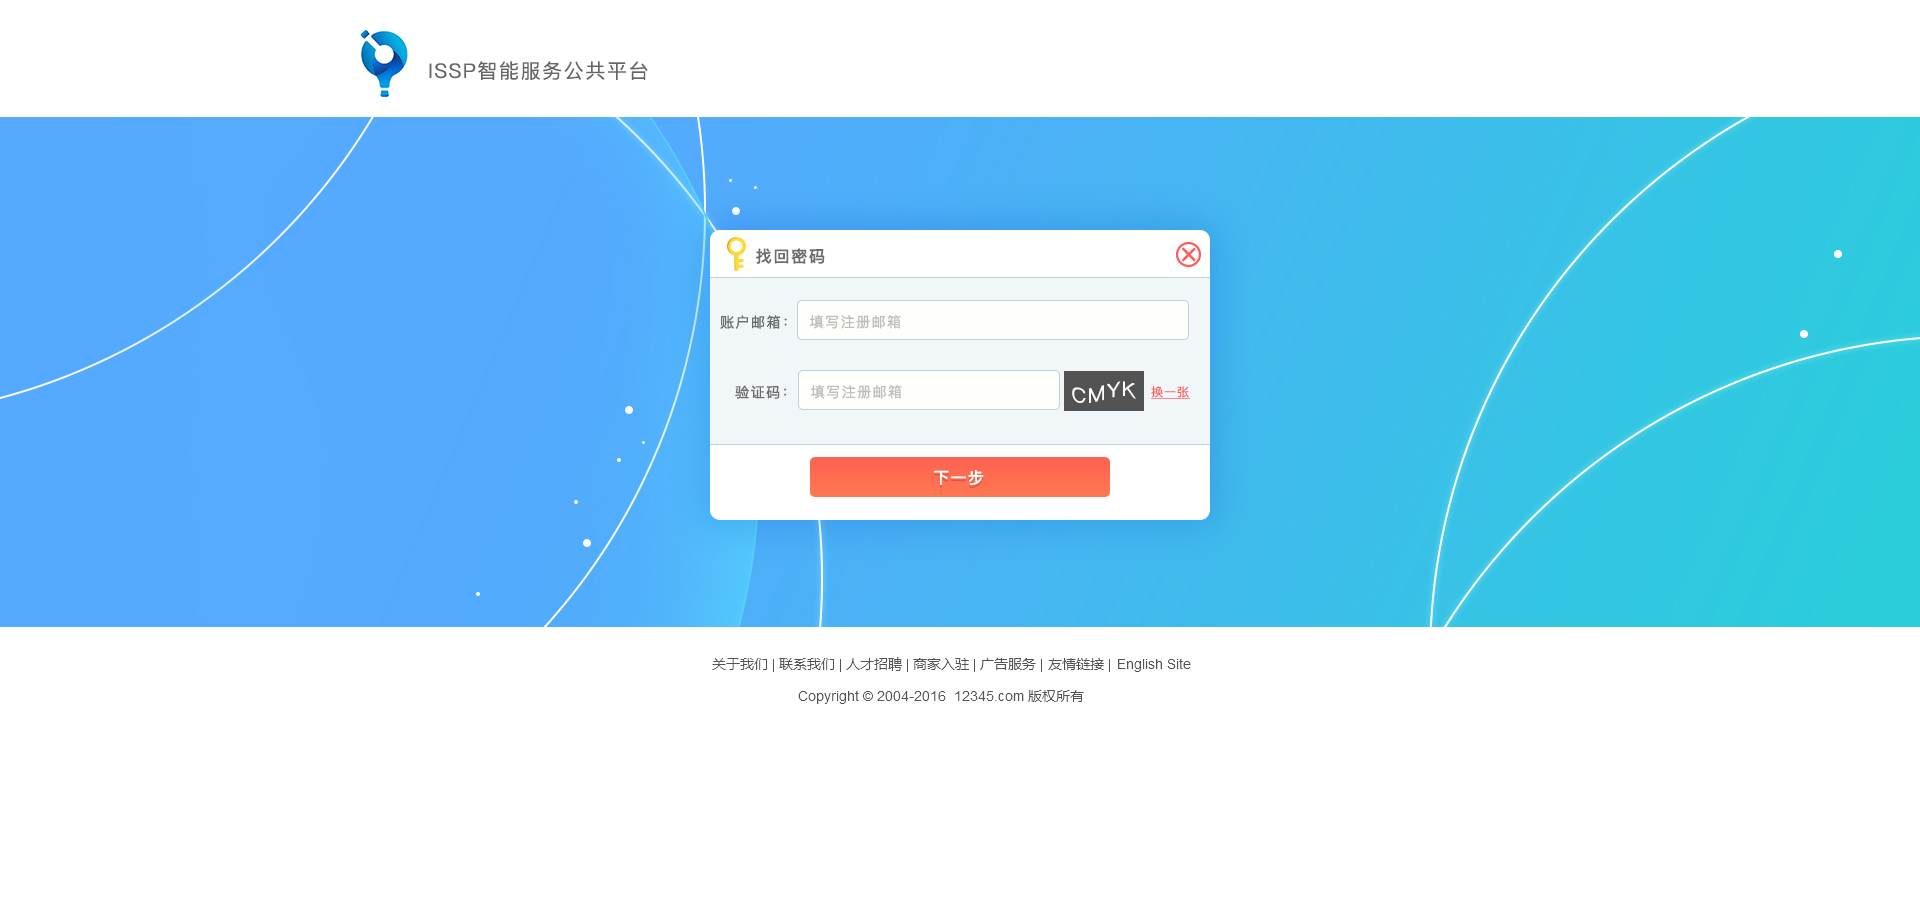 ISSP智能服务公共平台
找回密码
账户邮箱: 填写注册邮箱
验证码: 填写注册邮箱 CMYK 换一张
下一步
关于我们 | 联系我们 | 人才招聘 | 商家入驻 | 广告服务 | 友情链接 | English Site
Copyright © 2004-2016 12345.com 版权所有